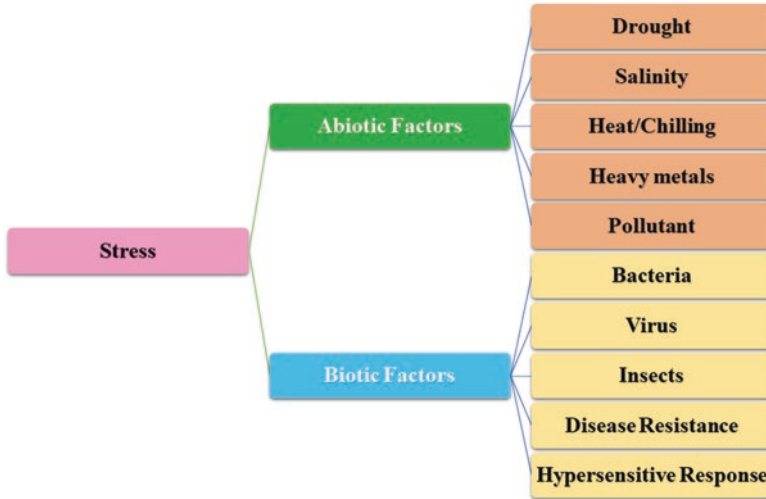 Stress
Abiotic Factors
Drought
Salinity
Heat/Chilling
Heavy metals
Pollutant
Biotic Factors
Bacteria
Virus
Insects
Disease Resistance
Hypersensitive Response